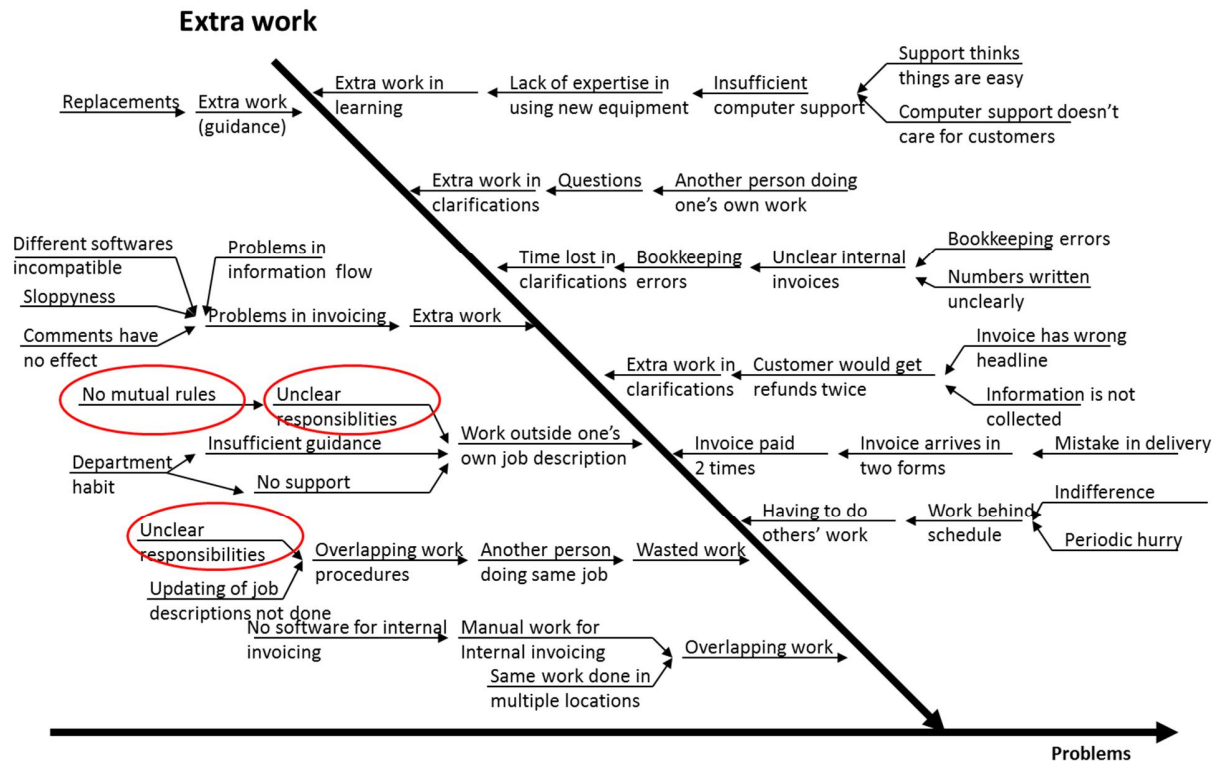 Extra work
Support thinks
things are easy
Extra work in
learning
Lack of expertise in
using new equipment
Insufficient
computer support
Replacements
Extra work
(guidance)
Computer support doesn't
care for customers
Extra work in
clarifications
Questions
Another person doing
one's own work
Different softwares
incompatible
Problems in
information flow
Time lost in
clarifications
Bookkeeping
errors
Unclear internal
invoices
Bookkeeping errors
Numbers written
unclearly
Sloppyness
Problems in invoicing
Extra work
Comments have
no effect
Invoice has wrong
headline
Extra work in
clarifications
Customer would get
refunds twice
Information is not
collected
No mutual rules
Unclear
responsiblities
Insufficient guidance
Work outside one's
own job description
Department
habit
No support
Invoice paid
2 times
Invoice arrives in
two forms
Mistake in delivery
Having to do
others' work
Work behind
schedule
Indifference
Periodic hurry
Unclear
responsibilities
Overlapping work
procedures
Another person
doing same job
Wasted work
Updating of job
descriptions not done
No software for internal
invoicing
Manual work for
Internal invoicing
Overlapping work
Same work done in
multiple locations
Problems